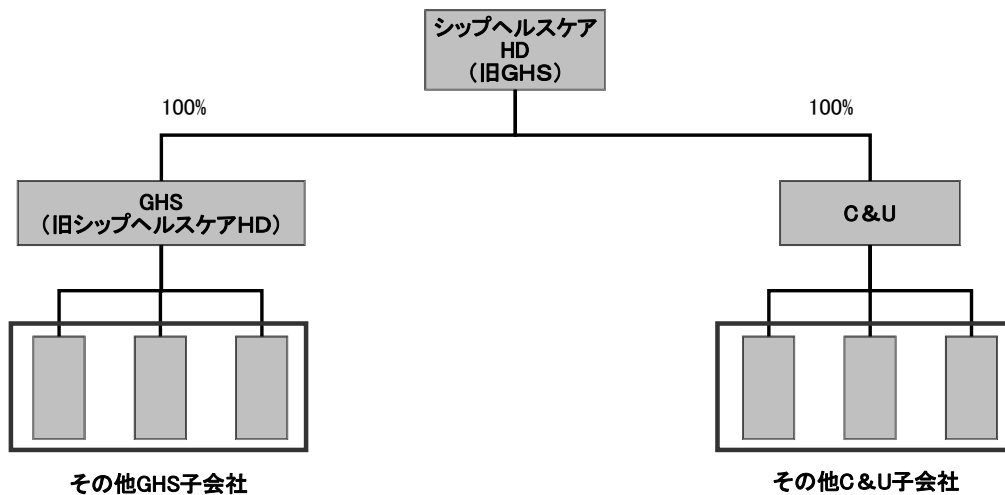 シップヘルスケア
HD
（旧GHS）
100%
100%
GHS
（旧シップヘルスケアHD）
C&U
その他GHS子会社
その他C&U子会社